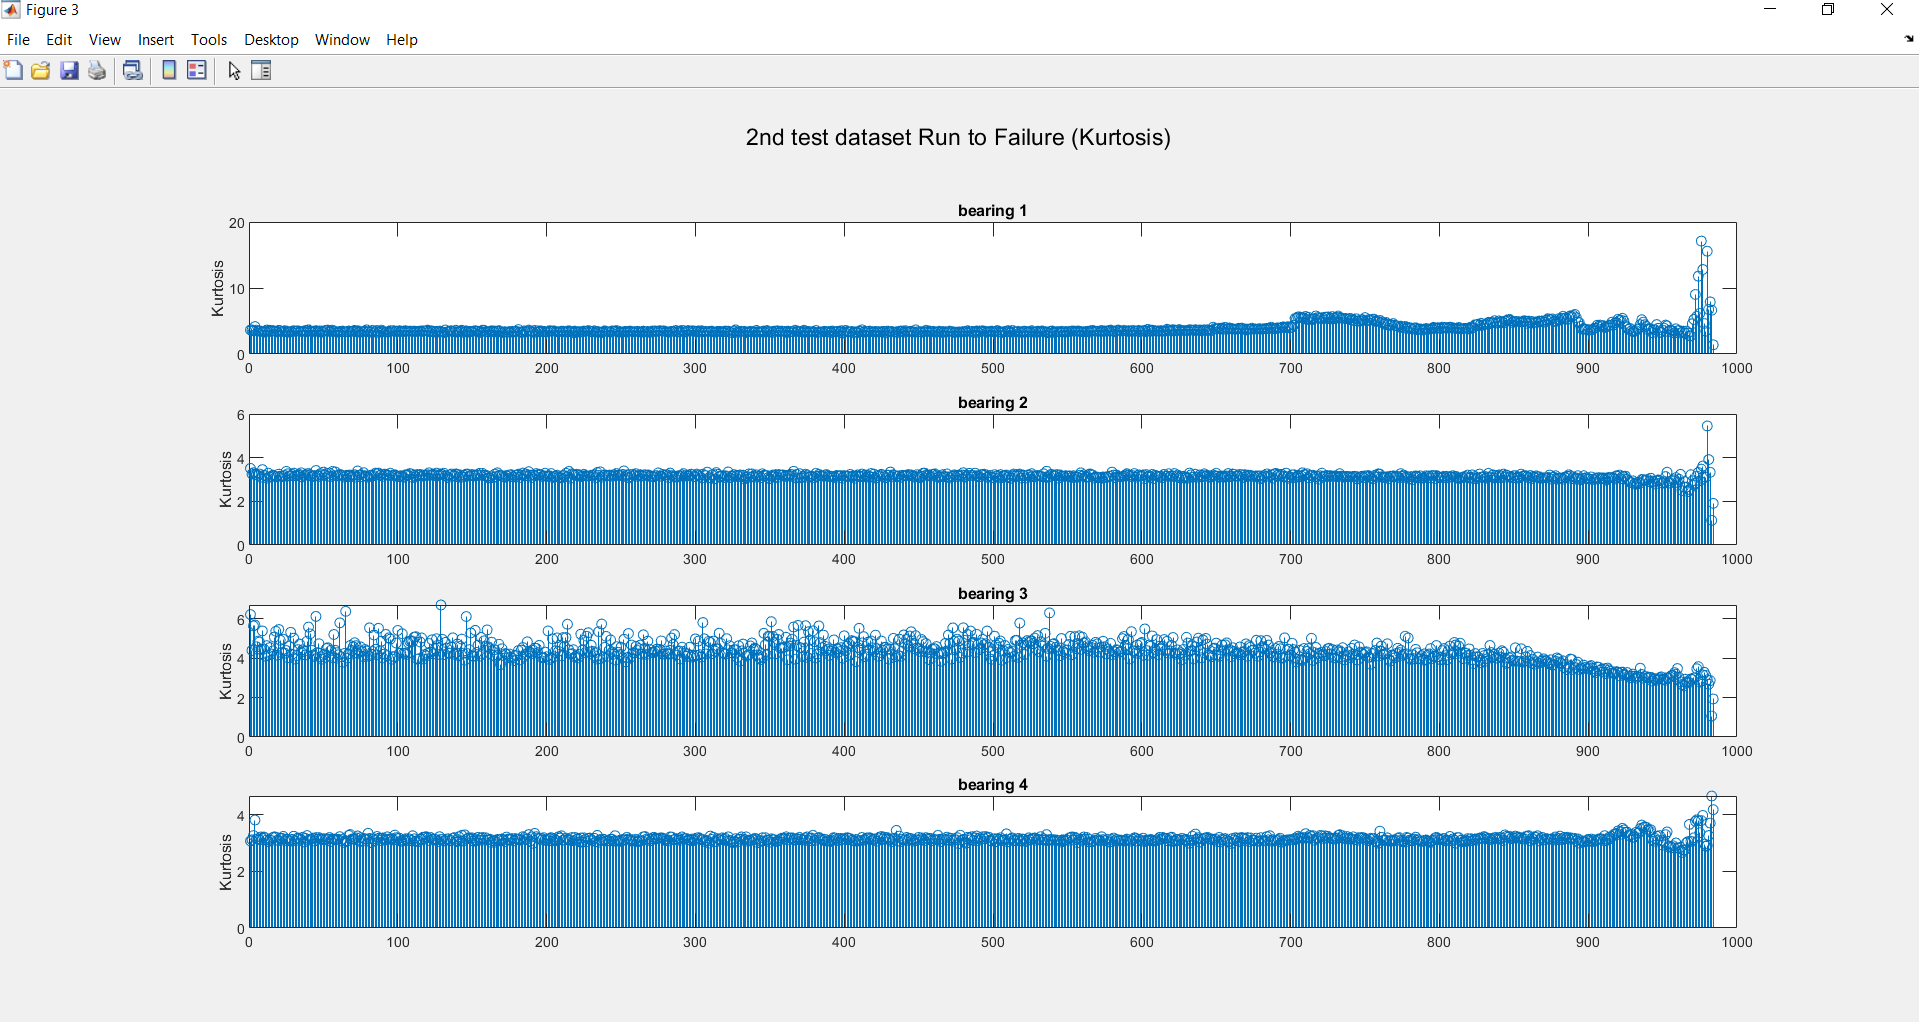 Figure 3
File Edit View Insert Tools Desktop Window Help
2nd test dataset Run to Failure (Kurtosis)
bearing 1
Kurtosis
20
10
0
0 100 200 300 400 500 600 700 800 900 1000
bearing 2
Kurtosis
6
4
2
0
0 100 200 300 400 500 600 700 800 900 1000
bearing 3
Kurtosis
6
4
2
0
0 100 200 300 400 500 600 700 800 900 1000
bearing 4
Kurtosis
4
2
0
0 100 200 300 400 500 600 700 800 900 1000